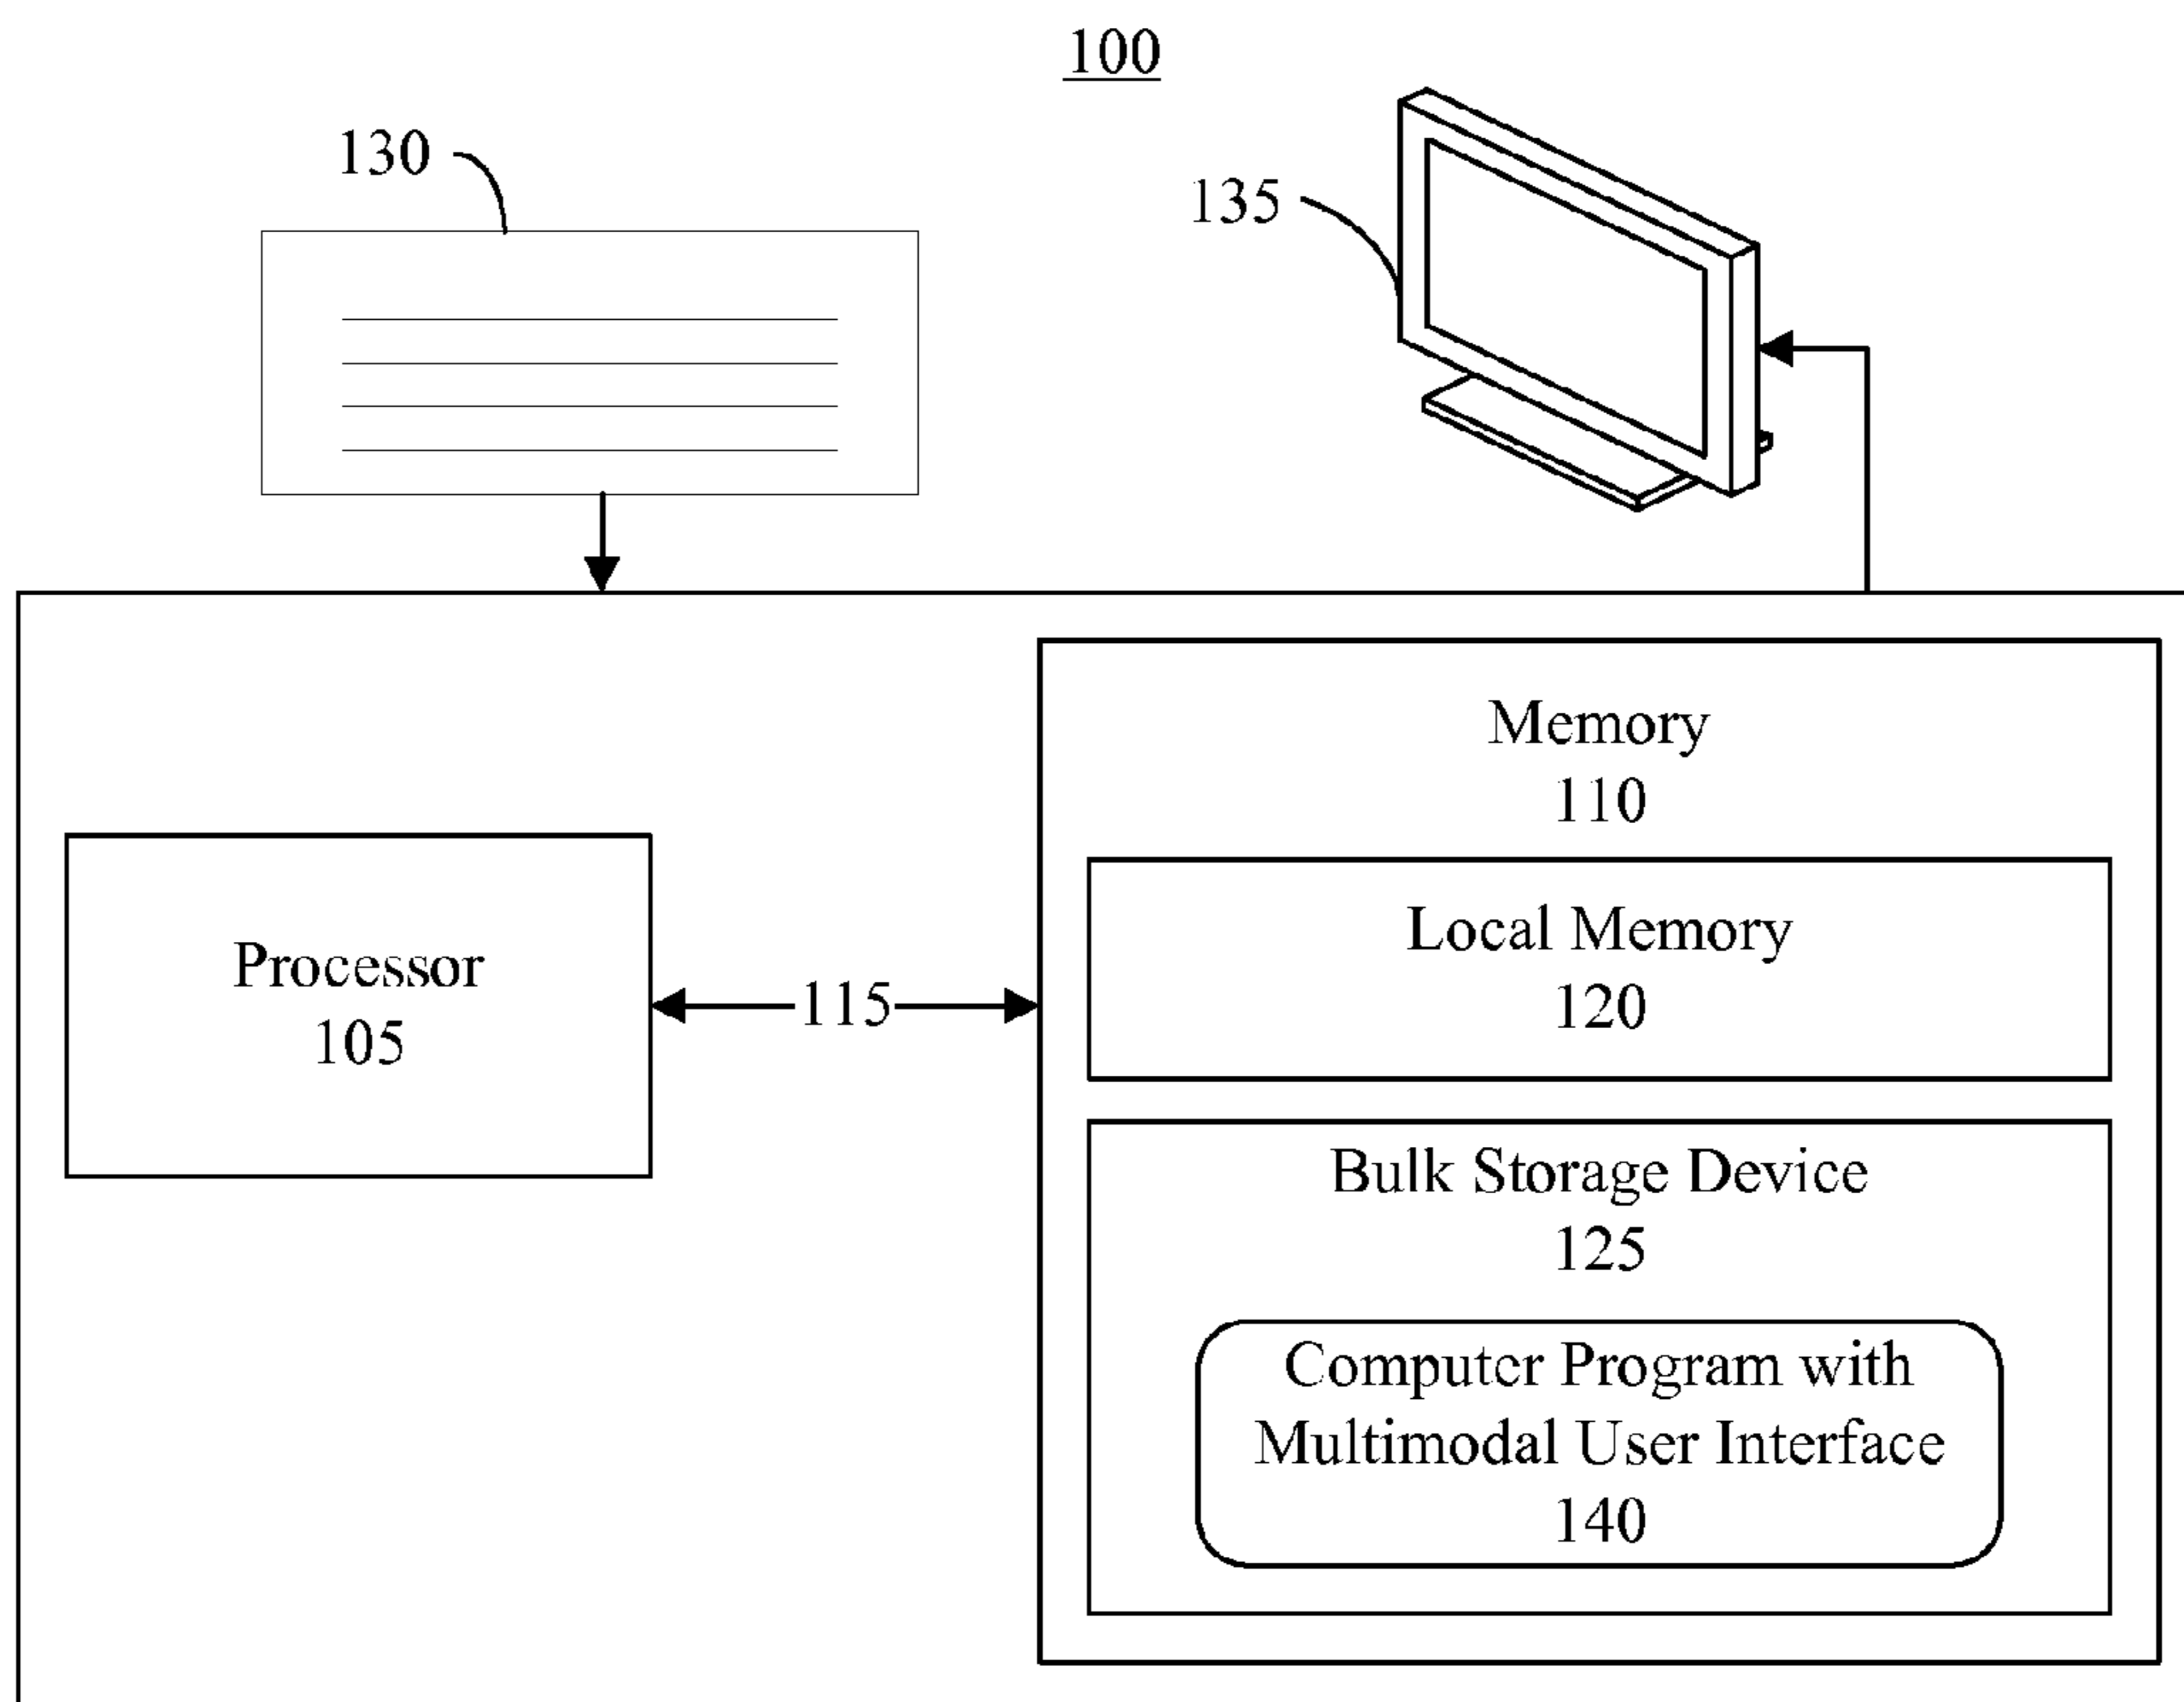 100
130
135
Memory
110
Processor
105
115
Local Memory
120
Bulk Storage Device
125
Computer Program with
Multimodal User Interface
140